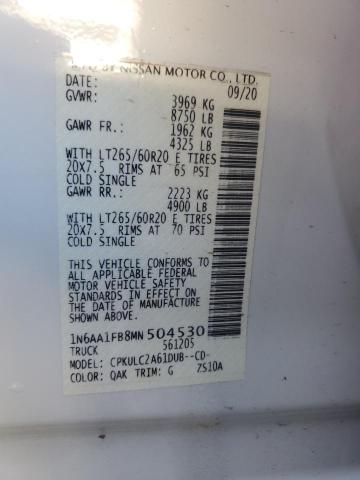 MFD BY NISSAN MOTOR CO., LTD.
DATE: 09/20
GVWR: 3969 KG
8750 LB
GAWR FR.: 1962 KG
4325 LB
WITH LT265/60R20 E TIRES
20X7.5 RIMS AT 65 PSI
COLD SINGLE
GAWR RR.: 2223 KG
4900 LB
WITH LT265/60R20 E TIRES
20X7.5 RIMS AT 70 PSI
COLD SINGLE
THIS VEHICLE CONFORMS TO
ALL APPLICABLE FEDERAL
MOTOR VEHICLE SAFETY
STANDARDS IN EFFECT ON
THE DATE OF MANUFACTURE
SHOWN ABOVE.
1N6AA1FB8MN504530
TRUCK 561205
MODEL: CPKULC2A61DUB--CD-
COLOR: QAK TRIM: G ZS10A